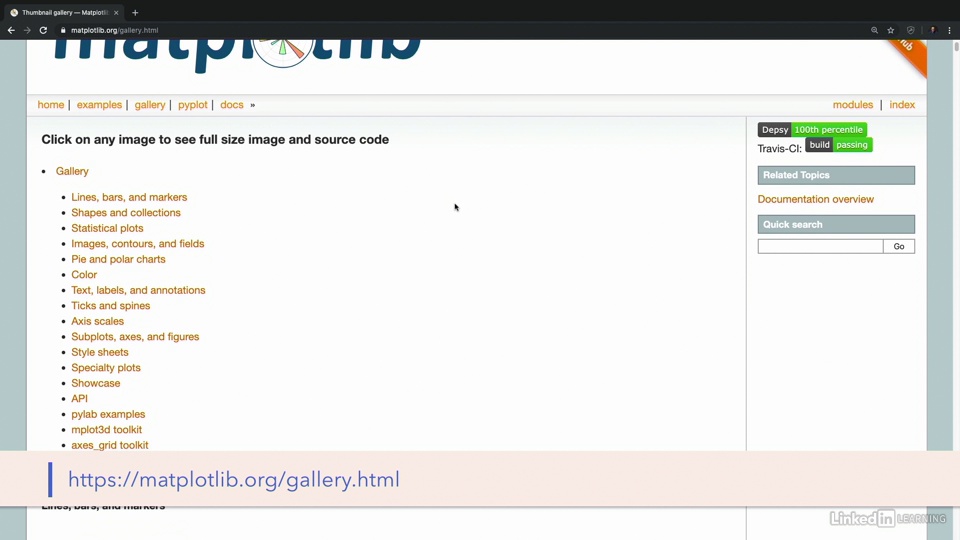 Thumbnail gallery — Matplotli
matplotlib.org/gallery.html
matplotlib
hub
home | examples | gallery | pyplot | docs »
modules | index
Click on any image to see full size image and source code
Depsy 100th percentile
Travis-CI: build passing
Gallery
Related Topics
Lines, bars, and markers
Documentation overview
Shapes and collections
Statistical plots
Quick search
Images, contours, and fields
Go
Pie and polar charts
Color
Text, labels, and annotations
Ticks and spines
Axis scales
Subplots, axes, and figures
Style sheets
Specialty plots
Showcase
API
pylab examples
mplot3d toolkit
axes_grid toolkit
https://matplotlib.org/gallery.html
Lines, bars, and markers
LinkedIn LEARNING